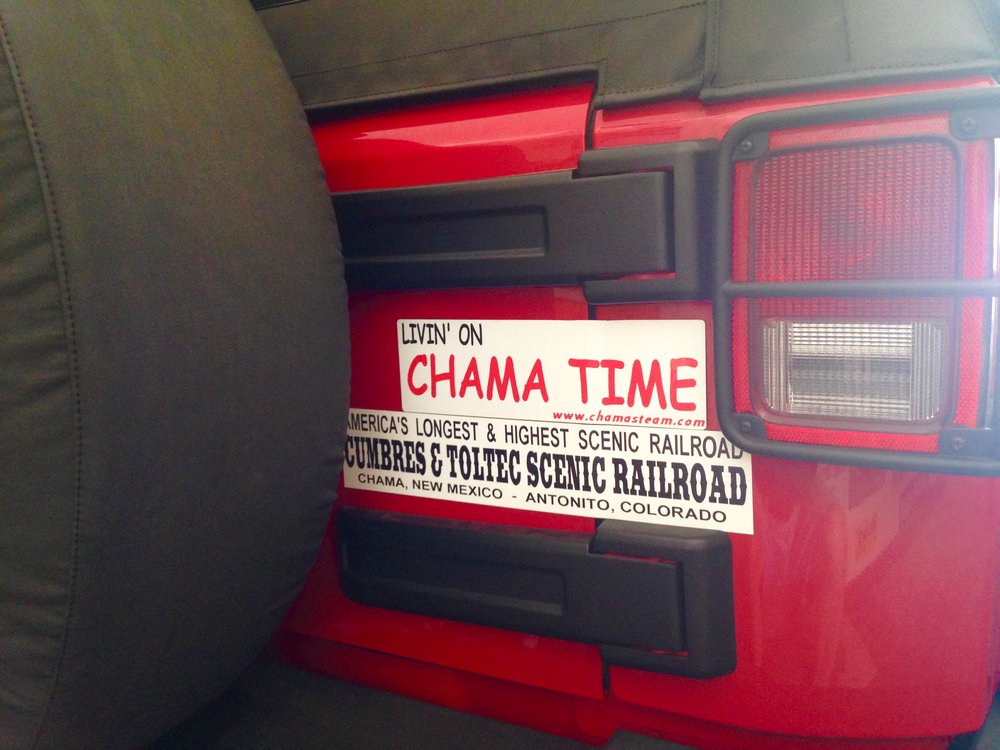 LIVIN' ON
CHAMA TIME
www.chamasteam.com
AMERICA'S LONGEST & HIGHEST SCENIC RAILROAD
CUMBRES & TOLTEC SCENIC RAILROAD
CHAMA, NEW MEXICO - ANTONITO, COLORADO